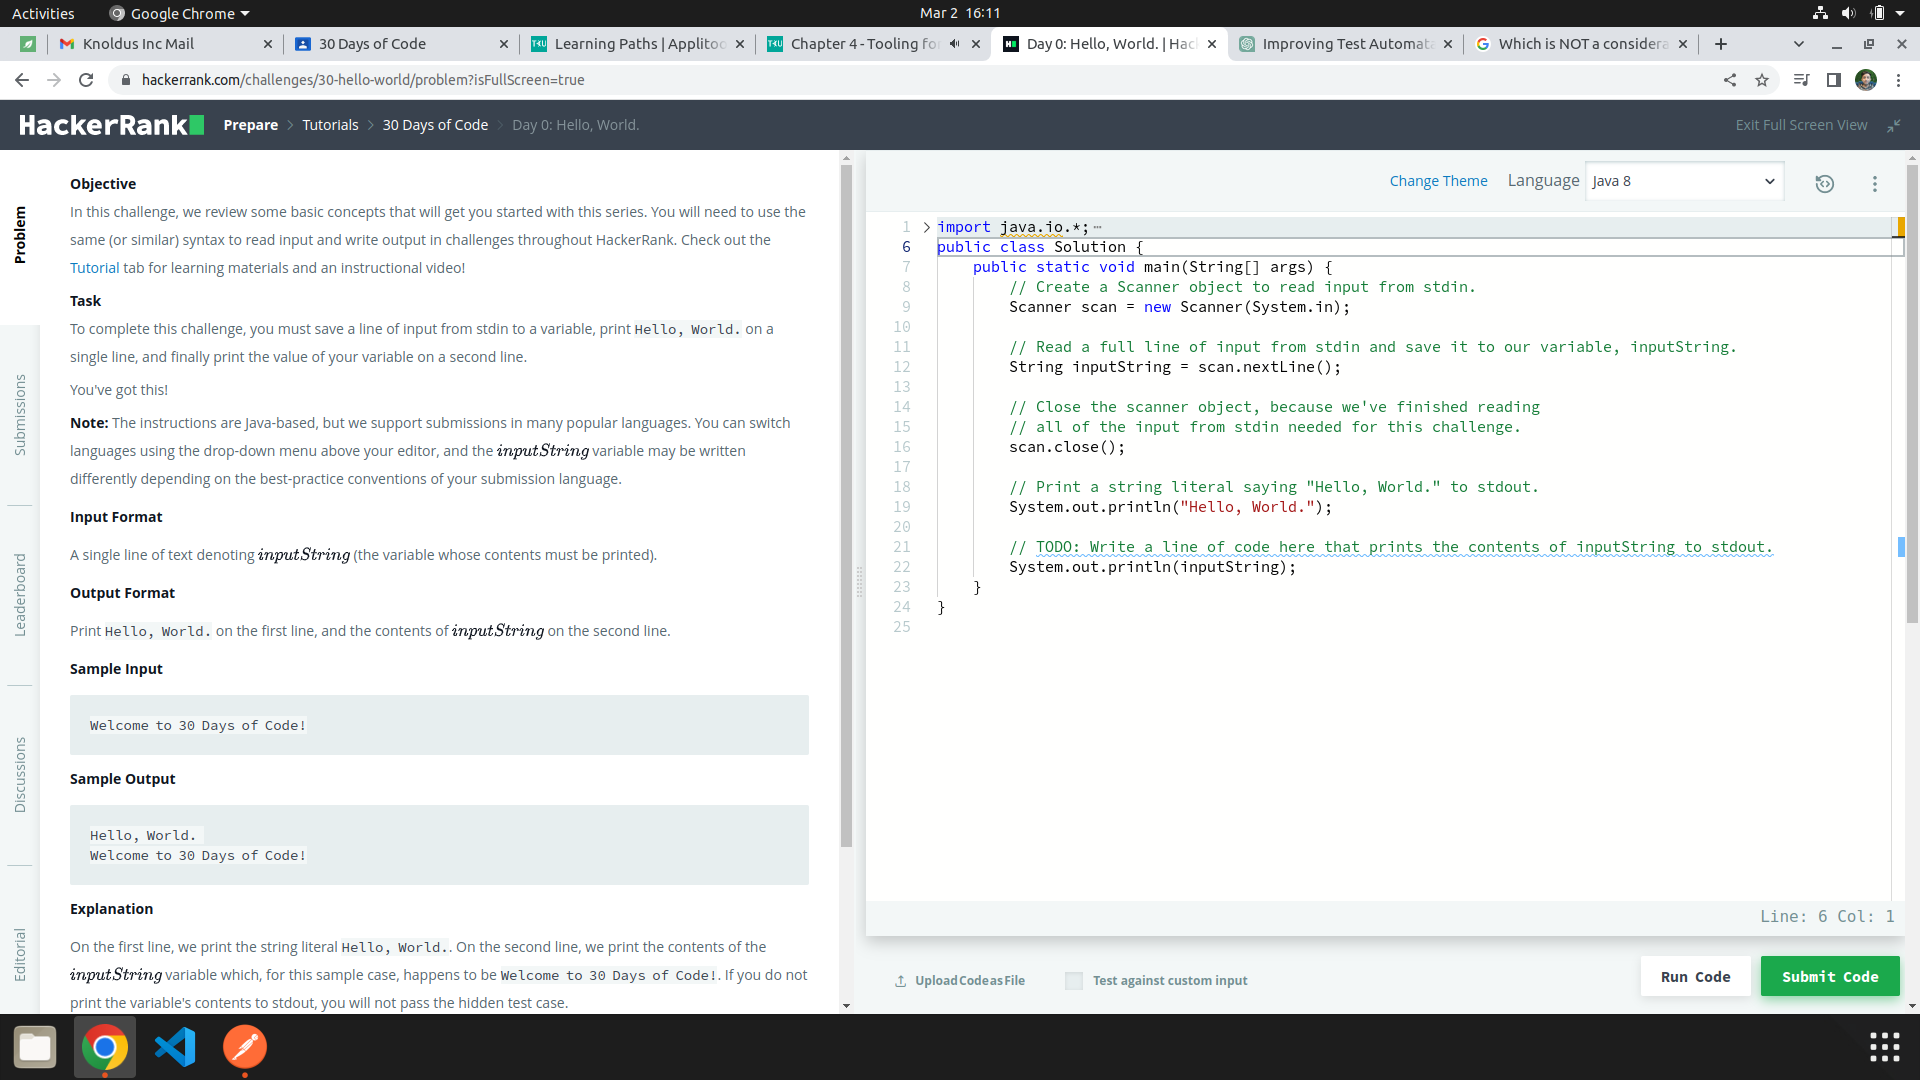 Activities
Google Chrome
Mar 2 16:11
Knoldus Inc Mail
30 Days of Code
Learning Paths | Applitoo
Chapter 4 - Tooling for
Day 0: Hello, World. | Hac
Improving Test Automat
Which is NOT a considera
hackerrank.com/challenges/30-hello-world/problem?isFullScreen=true
HackerRank
Prepare
Tutorials
30 Days of Code
Day 0: Hello, World.
Exit Full Screen View
Problem
Submissions
Leaderboard
Discussions
Editorial
Objective
In this challenge, we review some basic concepts that will get you started with this series. You will need to use the
same (or similar) syntax to read input and write output in challenges throughout HackerRank. Check out the
Tutorial tab for learning materials and an instructional video!
Task
To complete this challenge, you must save a line of input from stdin to a variable, print Hello, World. on a
single line, and finally print the value of your variable on a second line.
You've got this!
Note: The instructions are Java-based, but we support submissions in many popular languages. You can switch
languages using the drop-down menu above your editor, and the inputString variable may be written
differently depending on the best-practice conventions of your submission language.
Input Format
A single line of text denoting inputString (the variable whose contents must be printed).
Output Format
Print Hello, World. on the first line, and the contents of inputString on the second line.
Sample Input
Welcome to 30 Days of Code!
Sample Output
Hello, World.
Welcome to 30 Days of Code!
Explanation
On the first line, we print the string literal Hello, World.. On the second line, we print the contents of the
inputString variable which, for this sample case, happens to be Welcome to 30 Days of Code!. If you do not
print the variable's contents to stdout, you will not pass the hidden test case.
Change Theme
Language
Java 8
1 import java.io.*;
6 public class Solution {
7 public static void main(String[] args) {
8 // Create a Scanner object to read input from stdin.
9 Scanner scan = new Scanner(System.in);
10
11 // Read a full line of input from stdin and save it to our variable, inputString.
12 String inputString = scan.nextLine();
13
14 // Close the scanner object, because we've finished reading
15 // all of the input from stdin needed for this challenge.
16 scan.close();
17
18 // Print a string literal saying "Hello, World." to stdout.
19 System.out.println("Hello, World.");
20
21 // TODO: Write a line of code here that prints the contents of inputString to stdout.
22 System.out.println(inputString);
23 }
24 }
25
Line: 6 Col: 1
Upload Code as File
Test against custom input
Run Code
Submit Code